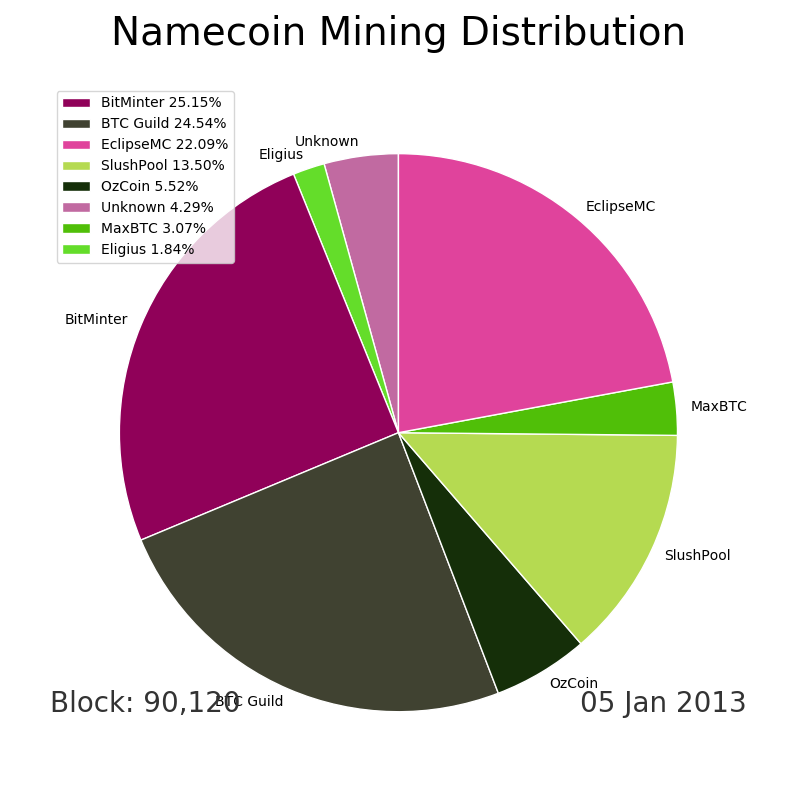 Namecoin Mining Distribution
BitMinter 25.15%
BTC Guild 24.54%
EclipseMC 22.09%
SlushPool 13.50%
OzCoin 5.52%
Unknown 4.29%
MaxBTC 3.07%
Eligius 1.84%
Unknown
Eligius
EclipseMC
BitMinter
MaxBTC
SlushPool
OzCoin
BTC Guild
Block: 90,120
05 Jan 2013